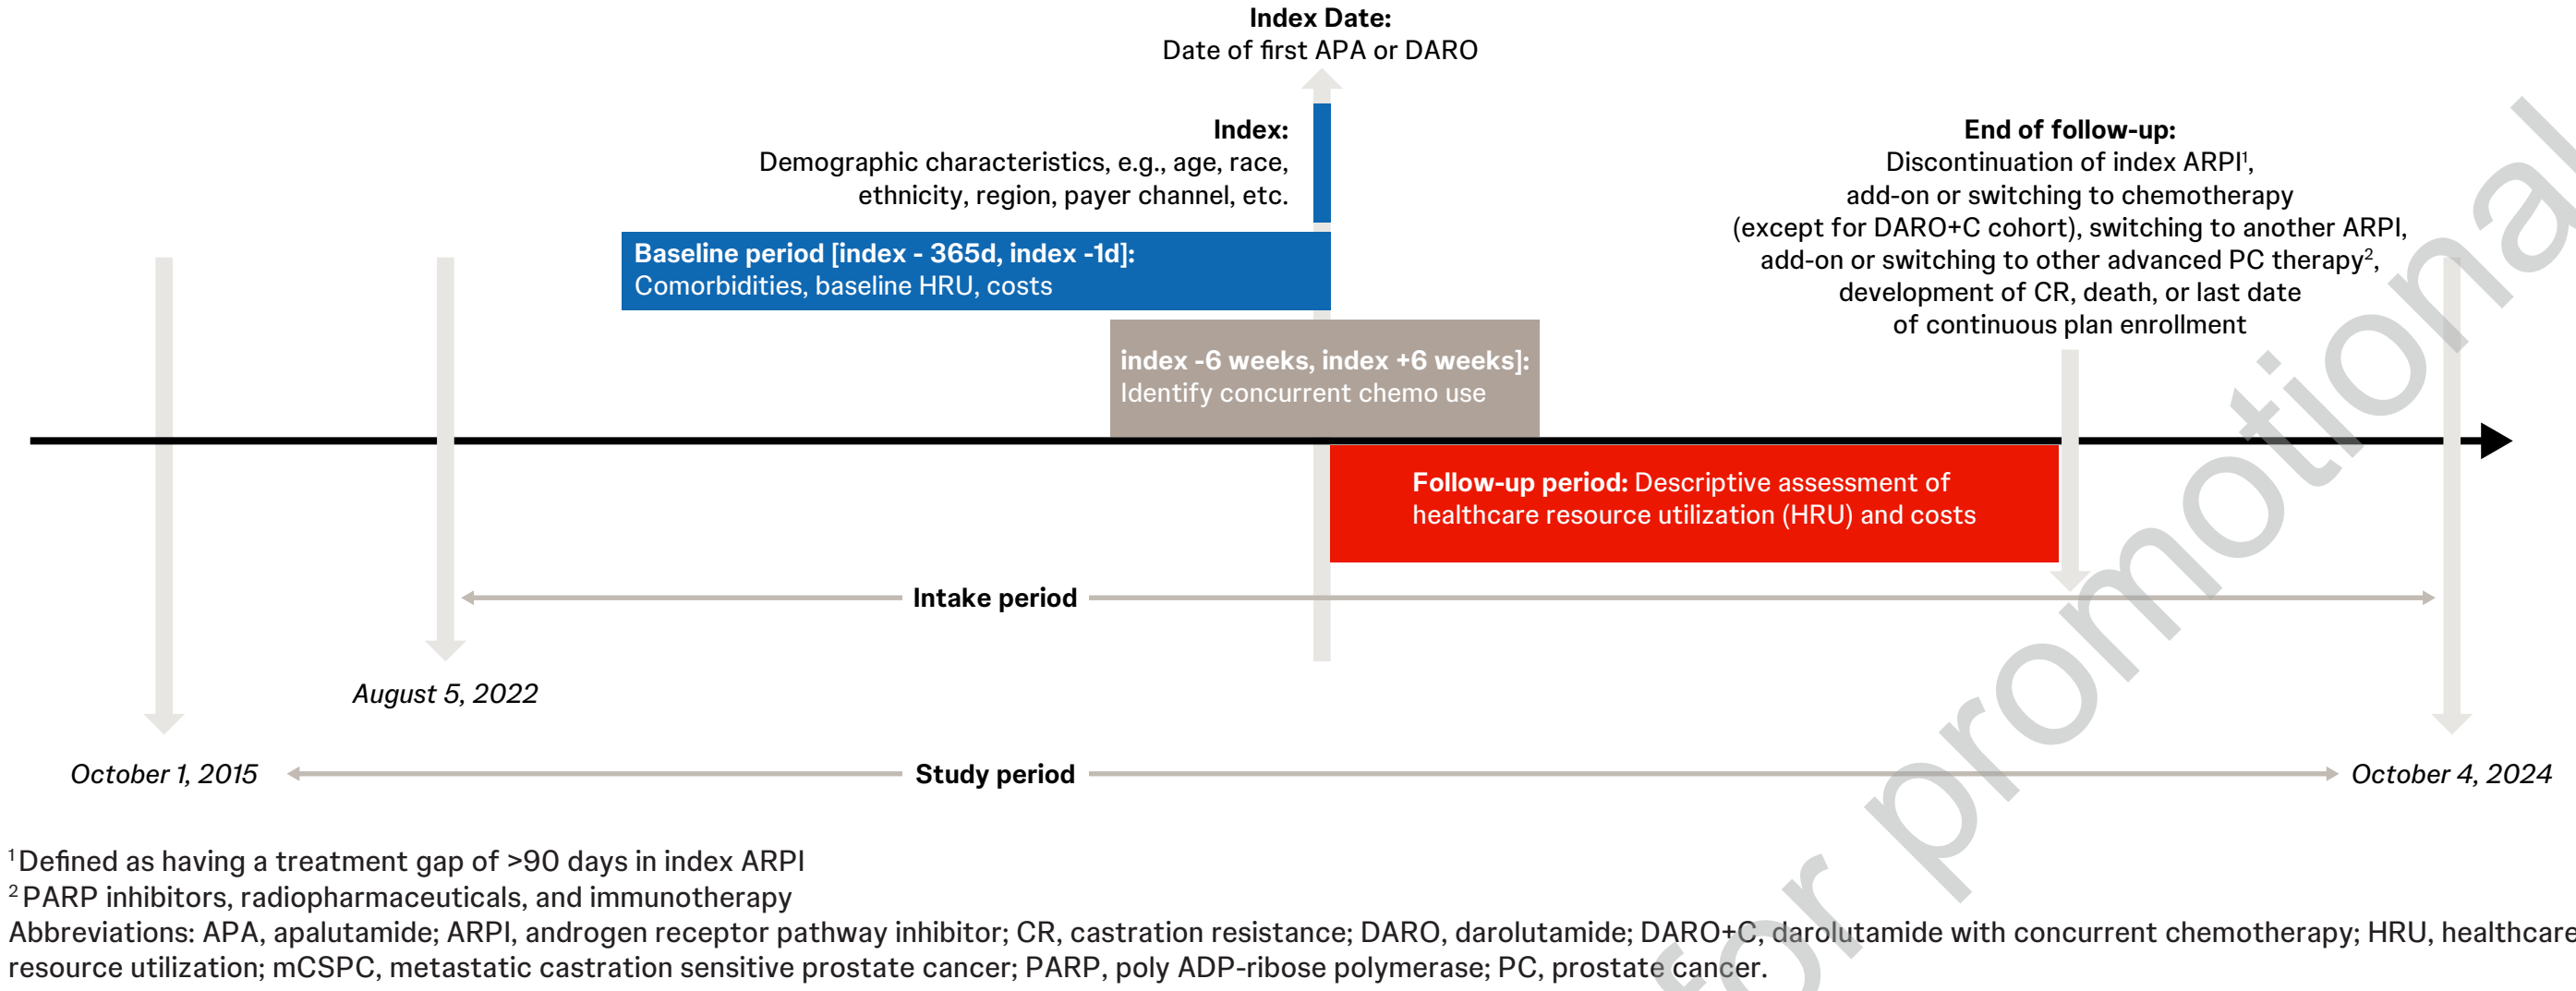 Index Date:
Date of first APA or DARO
Index:
Demographic characteristics, e.g., age, race,
ethnicity, region, payer channel, etc.
End of follow-up:
Discontinuation of index ARPI¹,
add-on or switching to chemotherapy
(except for DARO+C cohort), switching to another ARPI,
add-on or switching to other advanced PC therapy²,
development of CR, death, or last date
of continuous plan enrollment
Baseline period [index - 365d, index -1d]:
Comorbidities, baseline HRU, costs
index -6 weeks, index +6 weeks]:
Identify concurrent chemo use
Follow-up period: Descriptive assessment of
healthcare resource utilization (HRU) and costs
Intake period
August 5, 2022
October 1, 2015
Study period
October 4, 2024
¹ Defined as having a treatment gap of >90 days in index ARPI
² PARP inhibitors, radiopharmaceuticals, and immunotherapy
Abbreviations: APA, apalutamide; ARPI, androgen receptor pathway inhibitor; CR, castration resistance; DARO, darolutamide; DARO+C, darolutamide with concurrent chemotherapy; HRU, healthcare
resource utilization; mCSPC, metastatic castration sensitive prostate cancer; PARP, poly ADP-ribose polymerase; PC, prostate cancer.
for promotional